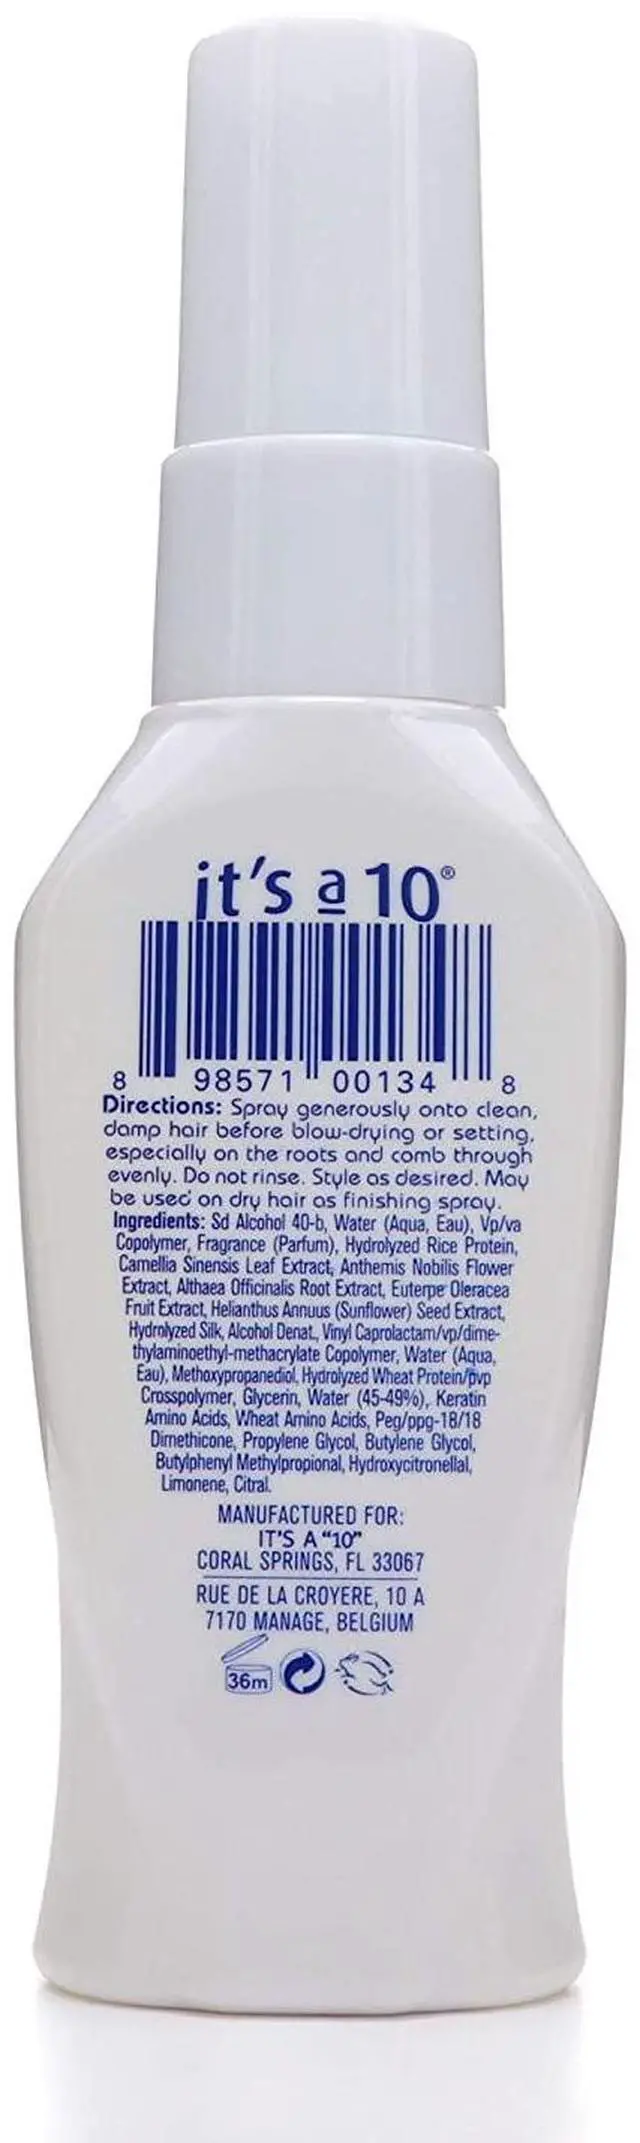 it's a 10®
8 98571 00134 8
Directions: Spray generously onto clean,
damp hair before blow-drying or setting,
especially on the roots and comb through
evenly. Do not rinse. Style as desired. May
be used on dry hair as finishing spray.
Ingredients: Sd Alcohol 40-b, Water (Aqua, Eau), Vp/va
Copolymer, Fragrance (Parfum), Hydrolyzed Rice Protein,
Camellia Sinensis Leaf Extract, Anthemis Nobilis Flower
Extract, Althaea Officinalis Root Extract, Euterpe Oleracea
Fruit Extract, Helianthus Annuus (Sunflower) Seed Extract,
Hydrolyzed Silk, Alcohol Denat., Vinyl Caprolactam/vp/dime-
thylaminoethyl-methacrylate Copolymer, Water (Aqua,
Eau), Methoxypropanediol, Hydrolyzed Wheat Protein/pvp
Crosspolymer, Glycerin, Water (45-49%), Keratin
Amino Acids, Wheat Amino Acids, Peg/ppg-18/18
Dimethicone, Propylene Glycol, Butylene Glycol,
Butylphenyl Methylpropional, Hydroxycitronellal,
Limonene, Citral.
MANUFACTURED FOR:
IT'S A "10"
CORAL SPRINGS, FL 33067
RUE DE LA CROYERE, 10 A
7170 MANAGE, BELGIUM
36m